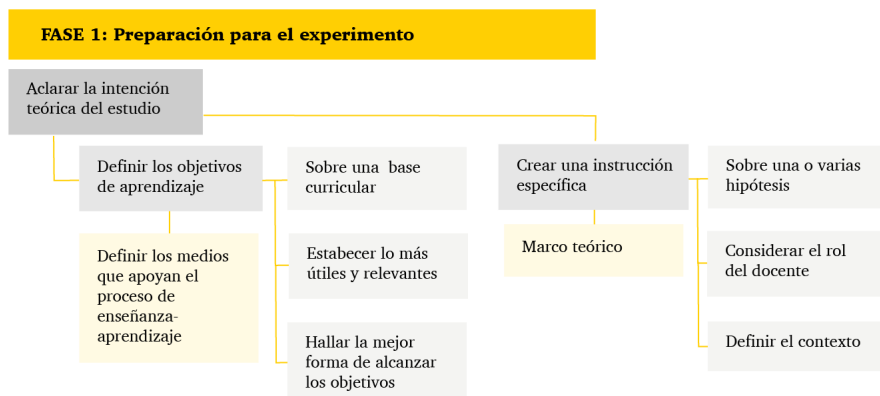 FASE 1: Preparación para el experimento
Aclarar la intención
teórica del estudio
Definir los objetivos
de aprendizaje
Sobre una base
curricular
Definir los medios
que apoyan el
proceso de
enseñanza-
aprendizaje
Estabecer lo más
útiles y relevantes
Hallar la mejor
forma de alcanzar
los objetivos
Crear una instrucción
específica
Marco teórico
Sobre una o varias
hipótesis
Considerar el rol
del docente
Definir el contexto